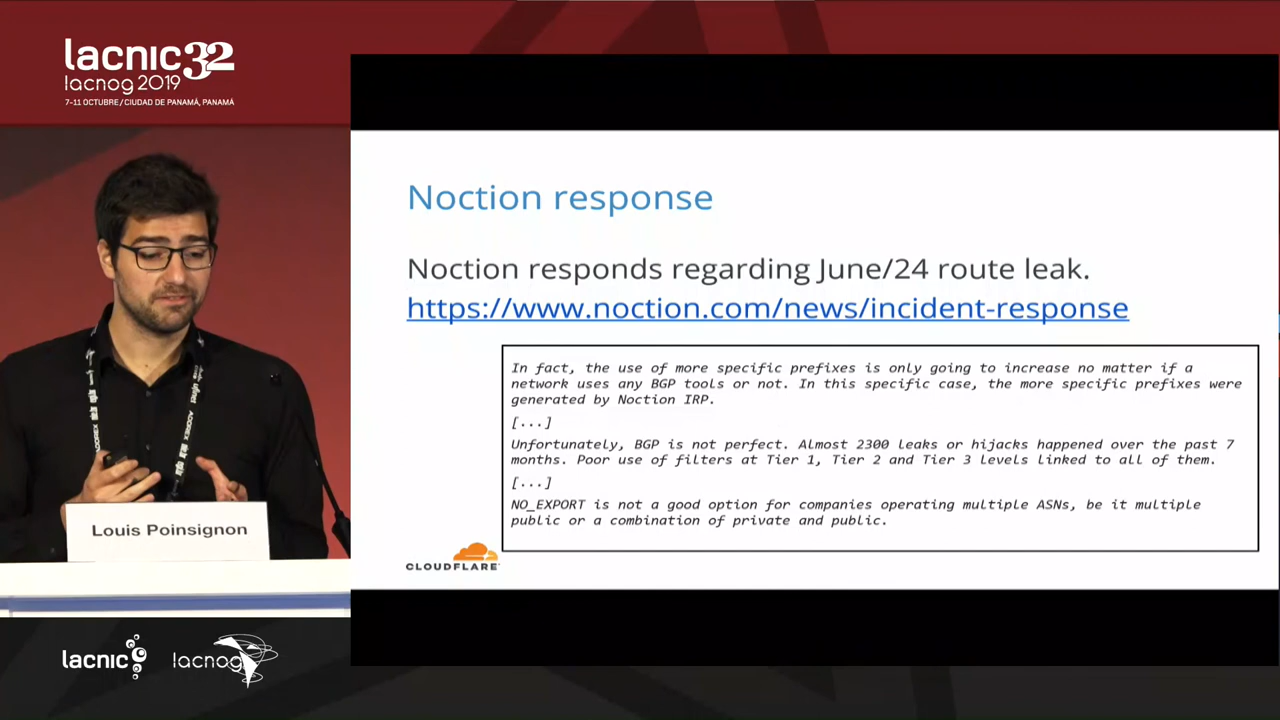 lacnic32
lacnog 2019
7-11 OCTUBRE / CIUDAD DE PANAMÁ, PANAMÁ
Noction response
Noction responds regarding June/24 route leak.
https://www.noction.com/news/incident-response
In fact, the use of more specific prefixes is only going to increase no matter if a
network uses any BGP tools or not. In this specific case, the more specific prefixes were
generated by Noction IRP.
[...]
Unfortunately, BGP is not perfect. Almost 2300 leaks or hijacks happened over the past 7
months. Poor use of filters at Tier 1, Tier 2 and Tier 3 levels linked to all of them.
[...]
NO_EXPORT is not a good option for companies operating multiple ASNs, be it multiple
public or a combination of private and public.
CLOUDFLARE
Louis Poinsignon
lacnic
lacnog